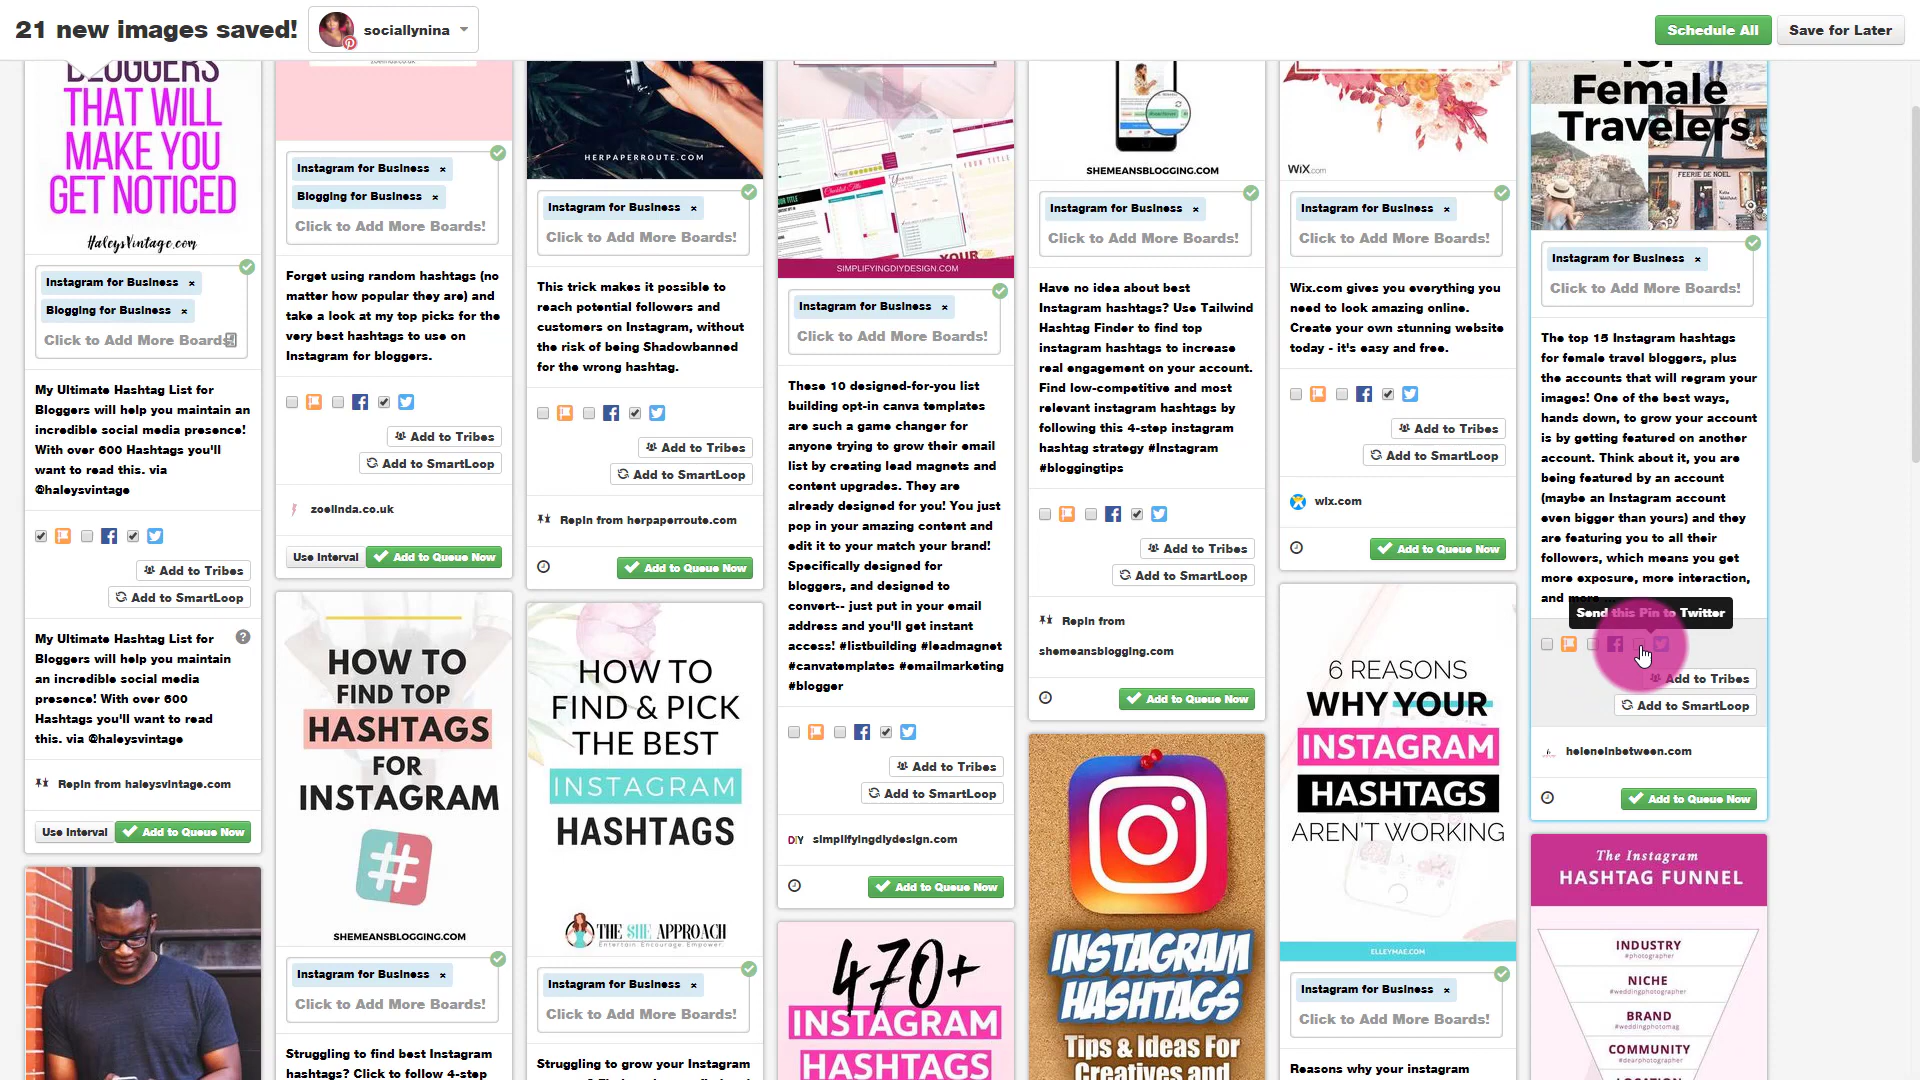 21 new images saved!
sociallynina
Schedule All
Save for Later
BLOGGERS
THAT WILL
MAKE YOU
GET NOTICED
HaleysVintage.com
Instagram for Business ×
Blogging for Business ×
Click to Add More Boards!
My Ultimate Hashtag List for
Bloggers will help you maintain an
incredible social media presence!
With over 600 Hashtags you'll
want to read this. via
@haleysvintage
Add to Tribes
Add to SmartLoop
My Ultimate Hashtag List for
Bloggers will help you maintain
an incredible social media
presence! With over 600
Hashtags you'll want to read
this. via @haleysvintage
Repin from haleysvintage.com
Use Interval
Add to Queue Now
Instagram for Business ×
Blogging for Business ×
Click to Add More Boards!
Forget using random hashtags (no
matter how popular they are) and
take a look at my top picks for the
very best hashtags to use on
Instagram for bloggers.
Add to Tribes
Add to SmartLoop
zoelinda.co.uk
Use Interval
Add to Queue Now
HOW TO
FIND TOP
HASHTAGS
FOR
INSTAGRAM
#
SHEMEANSBLOGGING.COM
Instagram for Business ×
Click to Add More Boards!
Struggling to find best Instagram
hashtags? Click to follow 4-step
HERPAPERROUTE.COM
Instagram for Business ×
Click to Add More Boards!
This trick makes it possible to
reach potential followers and
customers on Instagram, without
the risk of being Shadowbanned
for the wrong hashtag.
Add to Tribes
Add to SmartLoop
Repin from herpaperroute.com
Add to Queue Now
HOW TO
FIND & PICK
THE BEST
INSTAGRAM
HASHTAGS
THE SHE APPROACH
Entertain. Encourage. Empower.
Instagram for Business ×
Click to Add More Boards!
Struggling to grow your Instagram
YOUR TITLE
SIMPLIFYINGDIYDESIGN.COM
Instagram for Business ×
Click to Add More Boards!
These 10 designed-for-you list
building opt-in canva templates
are such a game changer for
anyone trying to grow their email
list by creating lead magnets and
content upgrades. They are
already designed for you! You just
pop in your amazing content and
edit it to your match your brand!
Specifically designed for
bloggers, and designed to
convert-- just put in your email
address and you'll get instant
access! #listbuilding #leadmagnet
#canvatemplates #emailmarketing
#blogger
Add to Tribes
Add to SmartLoop
DIY simplifyingdiydesign.com
Add to Queue Now
470+
INSTAGRAM
HASHTAGS
SHEMEANSBLOGGING.COM
Instagram for Business ×
Click to Add More Boards!
Have no idea about best
Instagram hashtags? Use Tailwind
Hashtag Finder to find top
instagram hashtags to increase
real engagement on your account.
Find low-competitive and most
relevant instagram hashtags by
following this 4-step instagram
hashtag strategy #Instagram
#bloggingtips
Add to Tribes
Add to SmartLoop
Repin from
shemeansblogging.com
Add to Queue Now
INSTAGRAM
HASHTAGS
Tips & Ideas For
Creatives and
WiX.com
Instagram for Business ×
Click to Add More Boards!
Wix.com gives you everything you
need to look amazing online.
Create your own stunning website
today - it's easy and free.
Add to Tribes
Add to SmartLoop
wix.com
Add to Queue Now
6 REASONS
WHY YOUR
INSTAGRAM
HASHTAGS
AREN'T WORKING
ELLEYMAE.COM
Instagram for Business ×
Click to Add More Boards!
Reasons why your instagram
for
Female
Travelers
FEERIE DE NOEL
Instagram for Business ×
Click to Add More Boards!
The top 15 Instagram hashtags
for female travel bloggers, plus
the accounts that will regram your
images! One of the best ways,
hands down, to grow your account
is by getting featured on another
account. Think about it, you are
being featured by an account
(maybe an Instagram account
even bigger than yours) and they
are featuring you to all their
followers, which means you get
more exposure, more interaction,
and more ...
Send this Pin to Twitter
Add to Tribes
Add to SmartLoop
heleneinbetween.com
Add to Queue Now
The Instagram
HASHTAG FUNNEL
INDUSTRY
#photographer
NICHE
#weddingphotographer
BRAND
#weddingphotomag
COMMUNITY
#dearphotographer
LOCATION